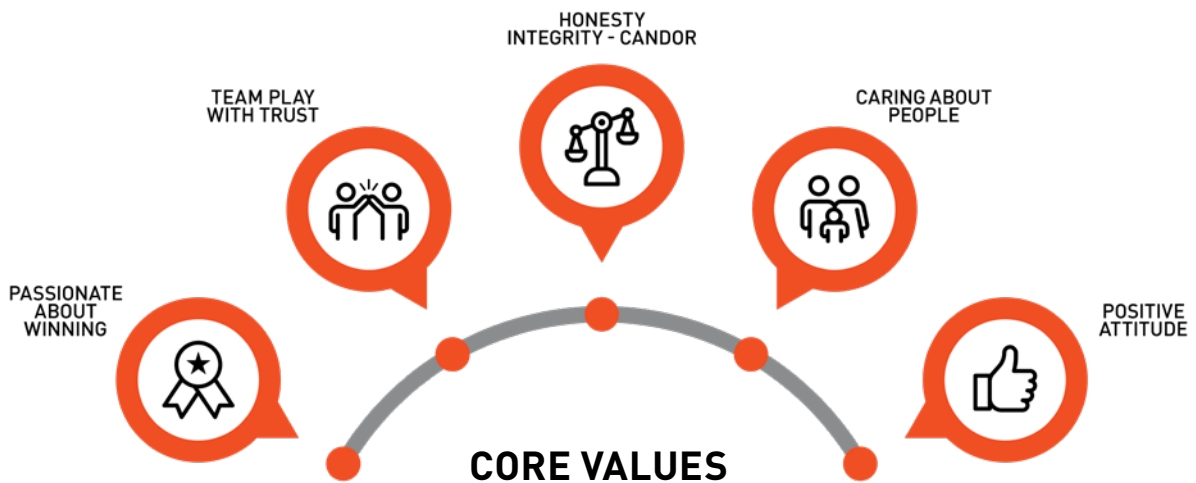 HONESTY
INTEGRITY - CANDOR
TEAM PLAY
WITH TRUST
CARING ABOUT
PEOPLE
PASSIONATE
ABOUT
WINNING
POSITIVE
ATTITUDE
CORE VALUES